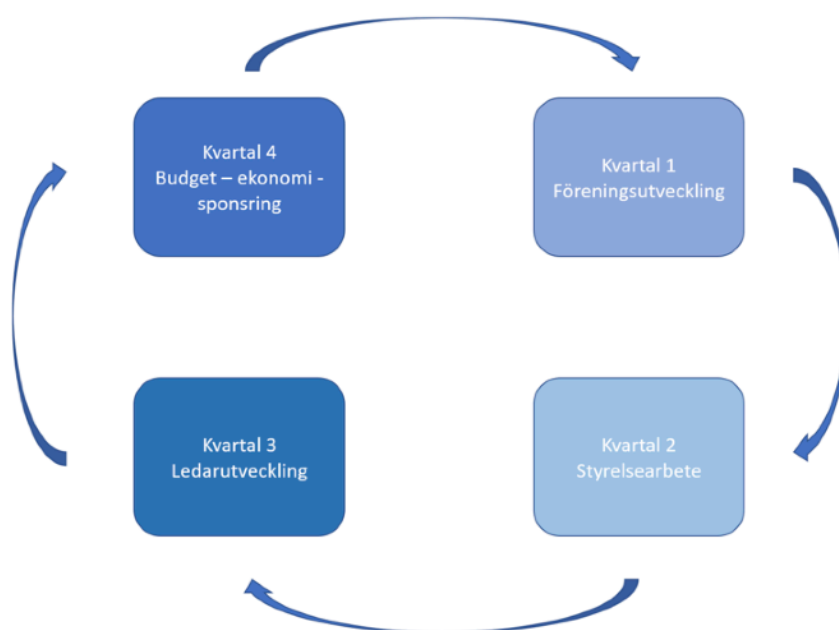 Kvartal 4
Budget – ekonomi -
sponsring
Kvartal 1
Föreningsutveckling
Kvartal 3
Ledarutveckling
Kvartal 2
Styrelsearbete